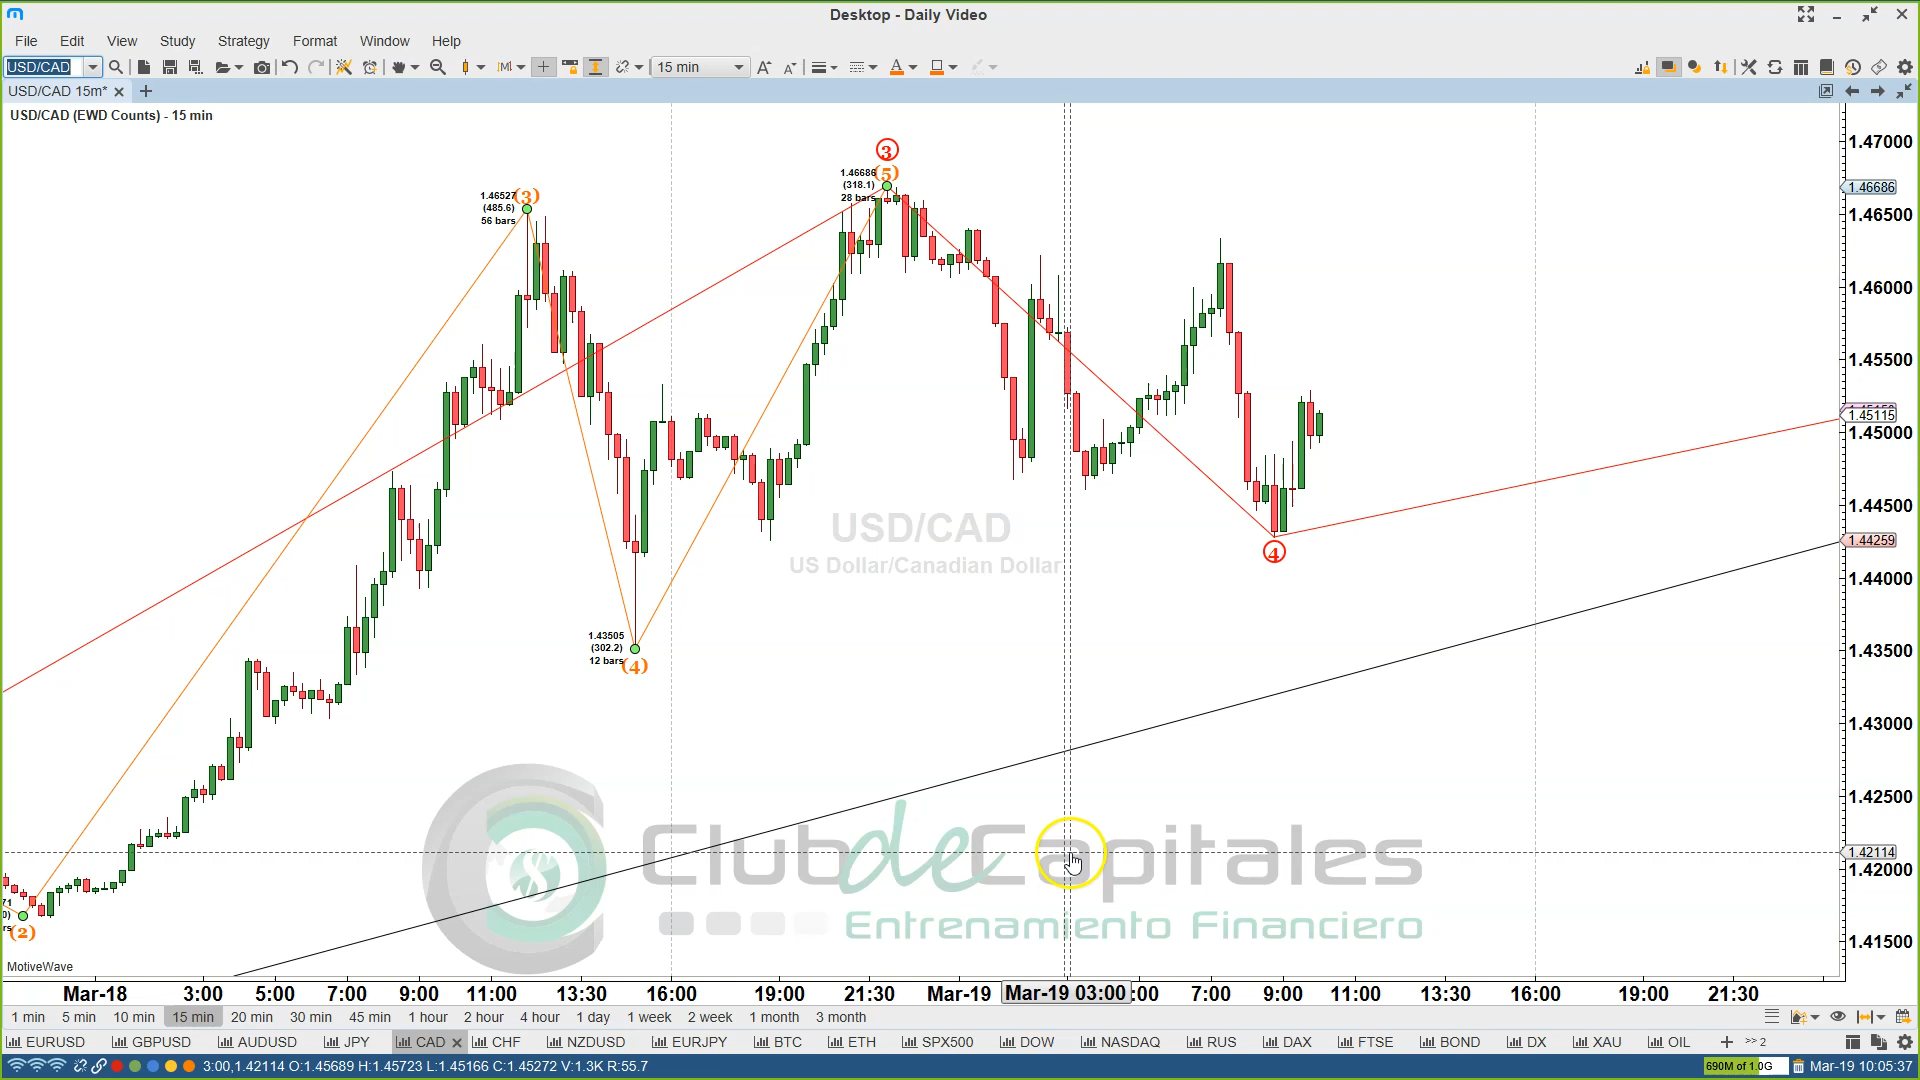 Desktop - Daily Video
File Edit View Study Strategy Format Window Help
USD/CAD 15 min
USD/CAD 15m*
USD/CAD (EWD Counts) - 15 min
1.47000
3
1.46686 (5)
(318.1)
28 bars
1.46686
1.46527 (3)
(485.6)
56 bars
1.46500
1.46000
1.45500
1.45115
1.45000
1.44500
USD/CAD
US Dollar/Canadian Dollar
1.44259
4
1.44000
1.43505
(302.2)
12 bars (4)
1.43500
1.43000
1.42500
Club de Capitales
1.42114
1.42000
Entrenamiento Financiero
(2)
1.41500
MotiveWave
Mar-18 3:00 5:00 7:00 9:00 11:00 13:30 16:00 19:00 21:30 Mar-19 Mar-19 03:00 :00 7:00 9:00 11:00 13:30 16:00 19:00 21:30
1 min 5 min 10 min 15 min 20 min 30 min 45 min 1 hour 2 hour 4 hour 1 day 1 week 2 week 1 month 3 month
EURUSD GBPUSD AUDUSD JPY CAD CHF NZDUSD EURJPY BTC ETH SPX500 DOW NASDAQ RUS DAX FTSE BOND DX XAU OIL >> 2
3:00,1.42114 O:1.45689 H:1.45723 L:1.45166 C:1.45272 V:1.3K R:55.7 690M of 1.0G Mar-19 10:05:37